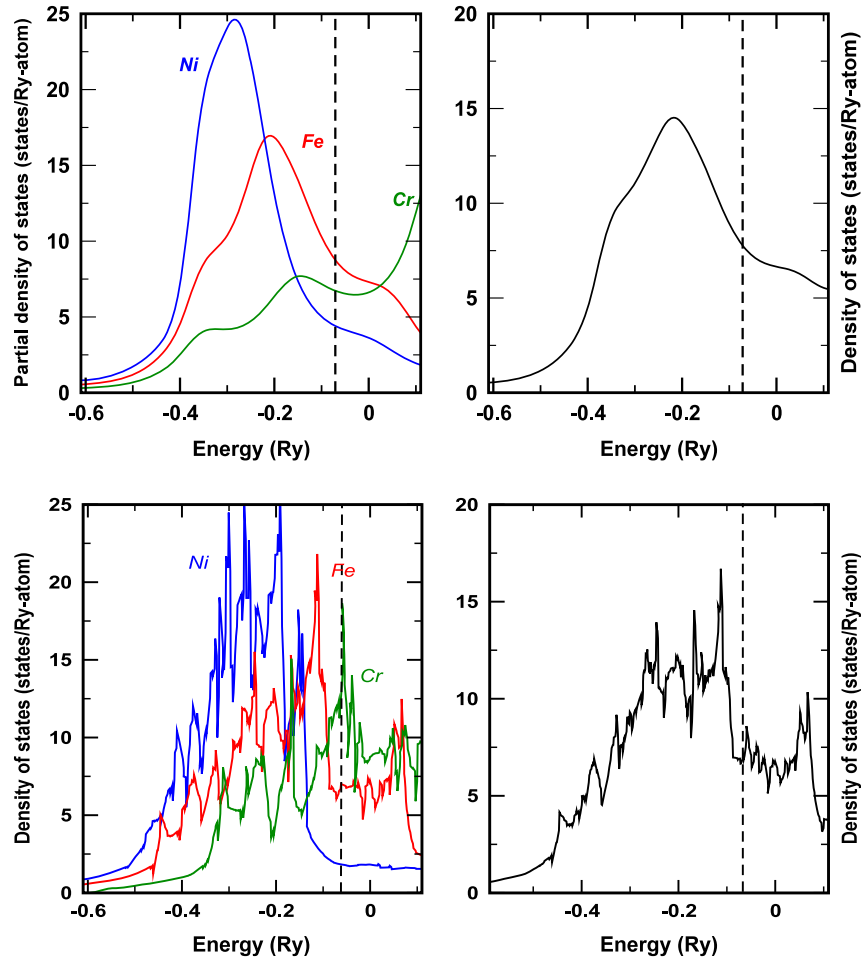 25
20
15
10
5
0
Partial density of states (states/Ry-atom)
Ni
Fe
Cr
-0.6 -0.4 -0.2 0
Energy (Ry)
20
15
10
5
0
Density of states (states/Ry-atom)
-0.6 -0.4 -0.2 0
Energy (Ry)
25
20
15
10
5
0
Density of states (states/Ry-atom)
Ni
Fe
Cr
-0.6 -0.4 -0.2 0
Energy (Ry)
20
15
10
5
0
Density of states (states/Ry-atom)
-0.4 -0.2 0
Energy (Ry)